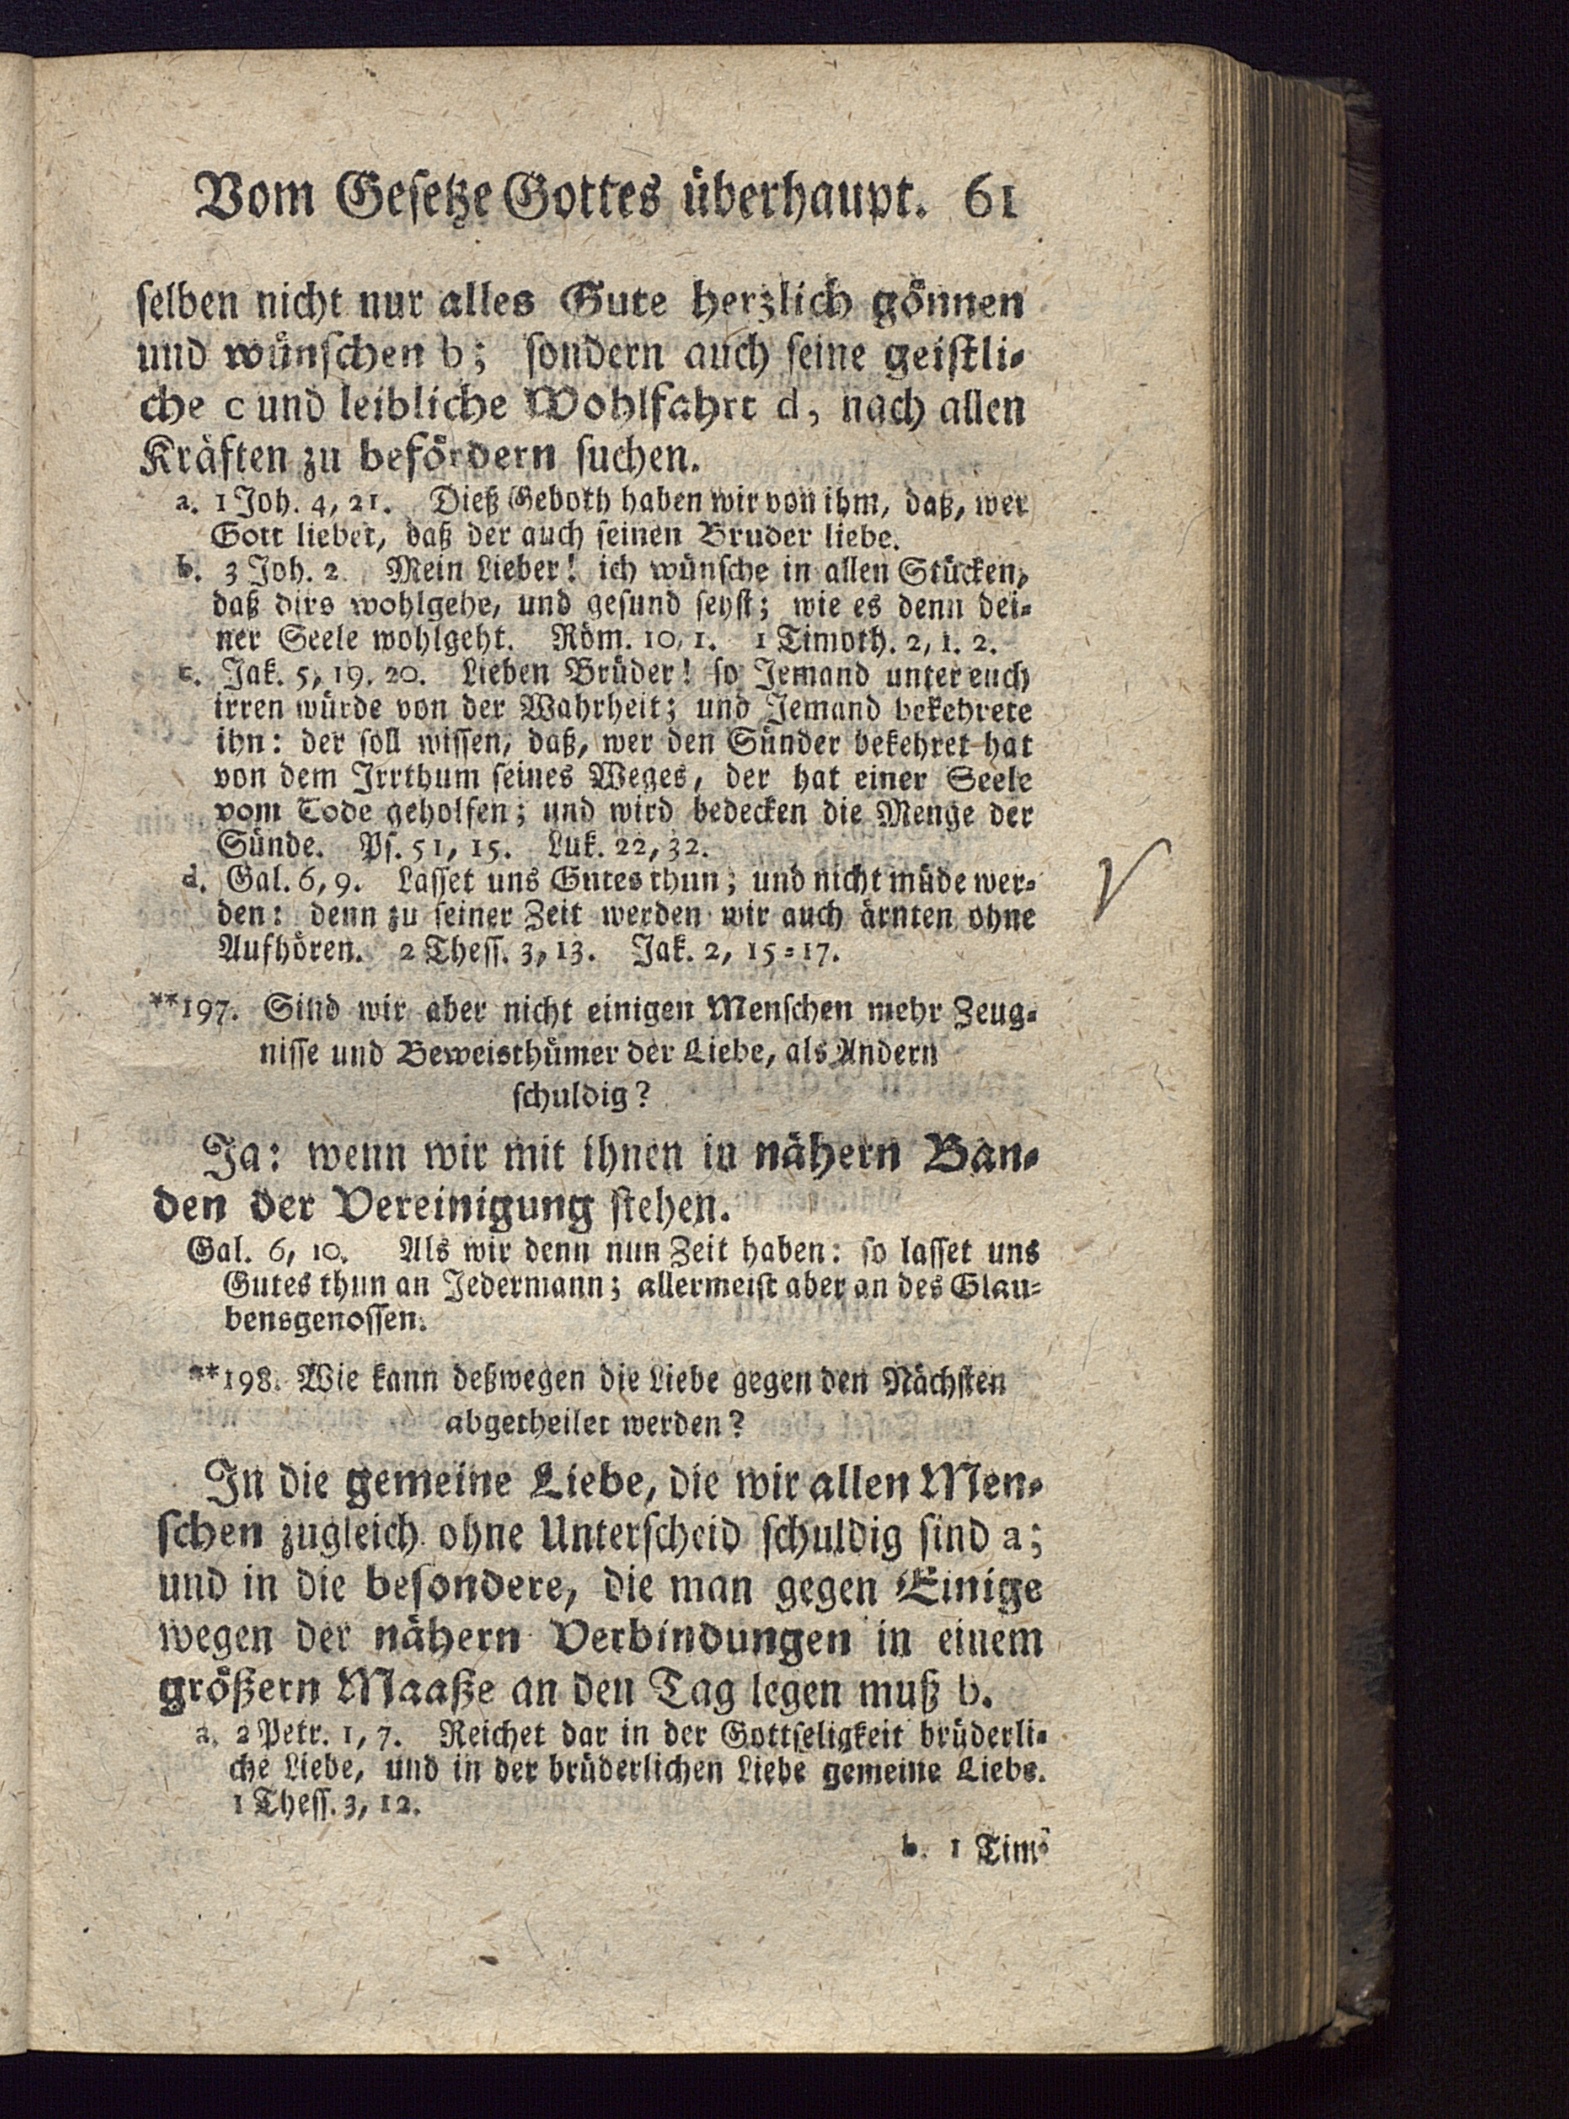 Vom Gesetze Gottes überhaupt. 61
selben nicht nur alles Gute herzlich gönnen
und wünschen b; sondern auch seine geistli-
che c und leibliche Wohlfahrt d, nach allen
Kräften zu befördern suchen.
a. 1 Joh. 4, 21. Dieß Geboth haben wir von ihm, daß, wer
Gott liebet, daß der auch seinen Bruder liebe.
b. 3 Joh. 2. Mein Lieber! ich wünsche in allen Stücken,
daß dirs wohlgehe, und gesund seyst; wie es denn dei-
ner Seele wohlgeht. Röm. 10, 1. 1 Timoth. 2, 1. 2.
c. Jak. 5, 19. 20. Lieben Brüder! so Jemand unter euch
irren würde von der Wahrheit; und Jemand bekehrete
ihn: der soll wissen, daß, wer den Sünder bekehret hat
von dem Irrthum seines Weges, der hat einer Seele
vom Tode geholfen; und wird bedecken die Menge der
Sünde. Ps. 51, 15. Luk. 22, 32.
d. Gal. 6, 9. Lasset uns Gutes thun; und nicht müde wer-
den: denn zu seiner Zeit werden wir auch ärnten ohne
Aufhören. 2 Thess. 3, 13. Jak. 2, 15-17.
**197. Sind wir aber nicht einigen Menschen mehr Zeug-
nisse und Beweisthümer der Liebe, als Andern
schuldig?
Ja: wenn wir mit ihnen in nähern Ban-
den der Vereinigung stehen.
Gal. 6, 10. Als wir denn nun Zeit haben: so lasset uns
Gutes thun an Jedermann; allermeist aber an des Glau-
bensgenossen.
**198. Wie kann deßwegen die Liebe gegen den Nächsten
abgetheilet werden?
In die gemeine Liebe, die wir allen Men-
schen zugleich ohne Unterscheid schuldig sind a;
und in die besondere, die man gegen Einige
wegen der nähern Verbindungen in einem
größern Maaße an den Tag legen muß b.
a. 2 Petr. 1, 7. Reichet dar in der Gottseligkeit brüderli-
che Liebe, und in der brüderlichen Liebe gemeine Liebe.
1 Thess. 3, 12.
b. 1 Tim-